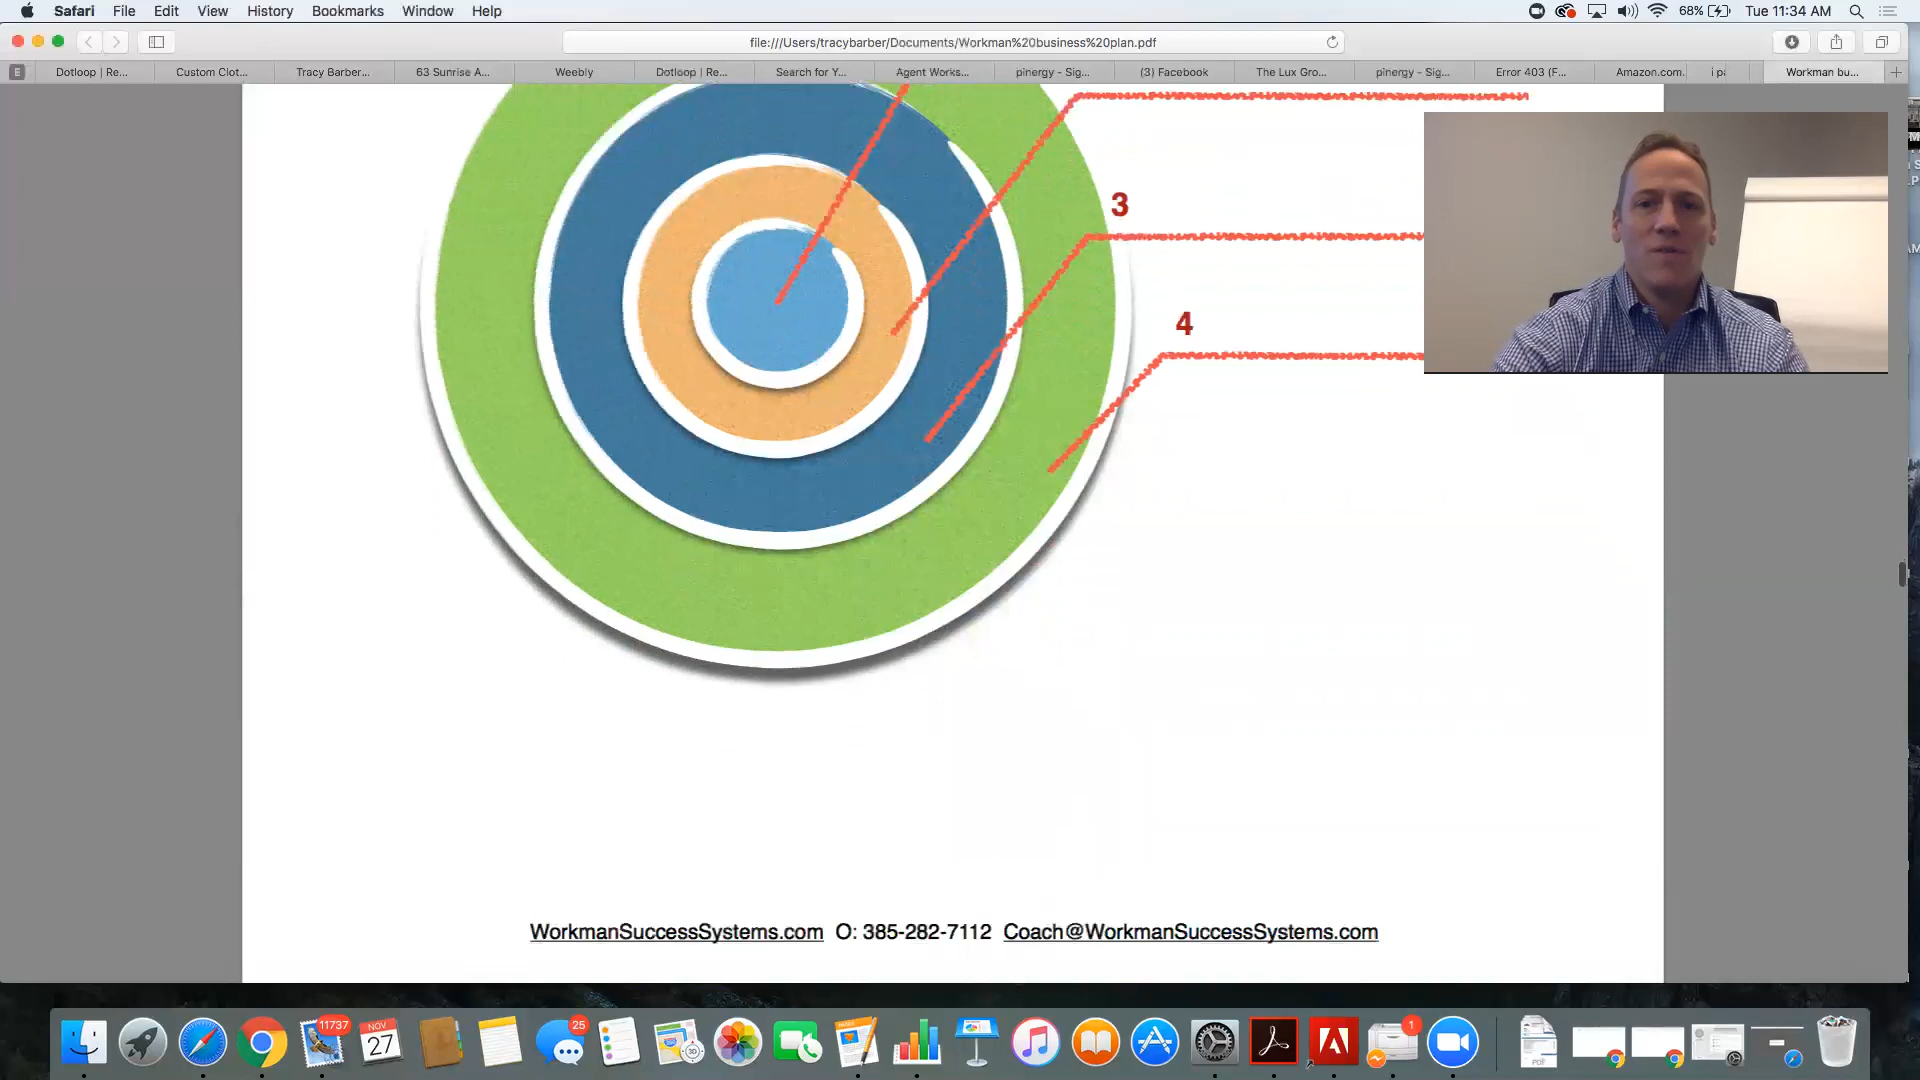 Safari File Edit View History Bookmarks Window Help 68% Tue 11:34 AM
file:///Users/tracybarber/Documents/Workman%20business%20plan.pdf
E Dotloop | Re... Custom Clot... Tracy Barber... 63 Sunrise A... Weebly Dotloop | Re... Search for Y... Agent Works... pinergy - Sig... (3) Facebook The Lux Gro... pinergy - Sig... Error 403 (F... Amazon.com. i pa Workman bu...
3
4
WorkmanSuccessSystems.com O: 385-282-7112 Coach@WorkmanSuccessSystems.com
11737 NOV 27 25 1
PDF